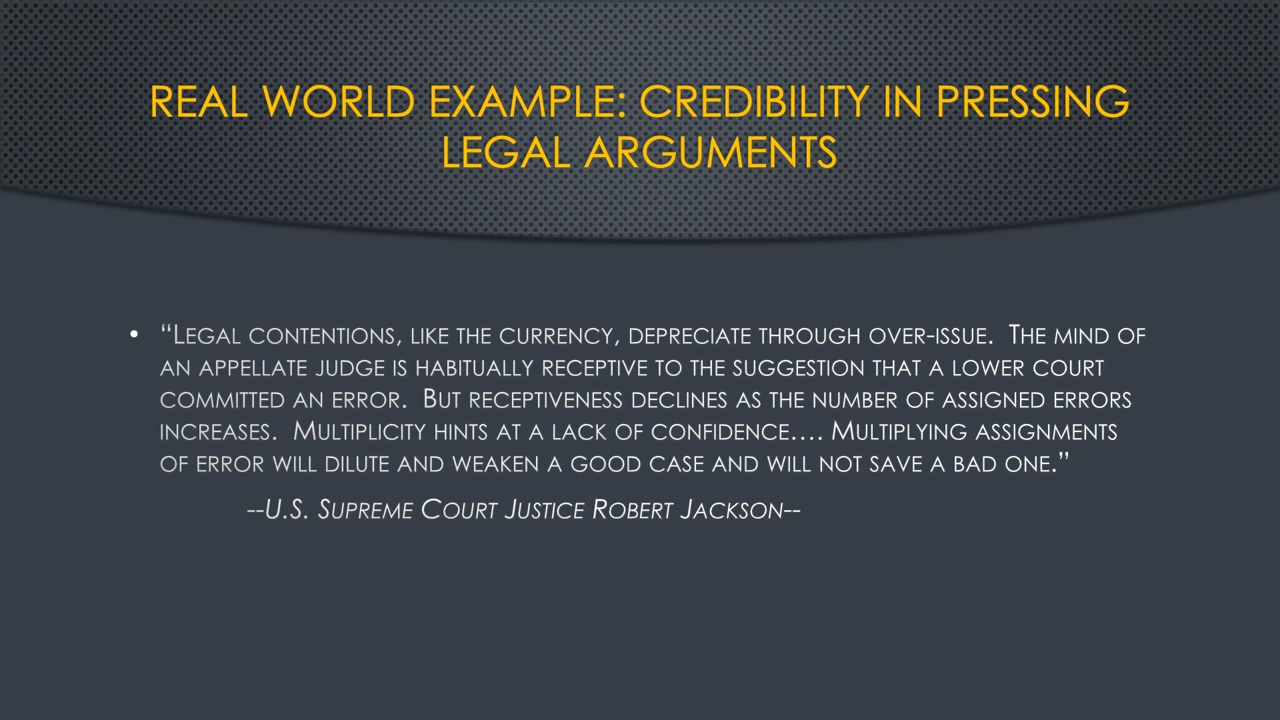 REAL WORLD EXAMPLE: CREDIBILITY IN PRESSING
LEGAL ARGUMENTS
• “LEGAL CONTENTIONS, LIKE THE CURRENCY, DEPRECIATE THROUGH OVER-ISSUE. THE MIND OF
AN APPELLATE JUDGE IS HABITUALLY RECEPTIVE TO THE SUGGESTION THAT A LOWER COURT
COMMITTED AN ERROR. BUT RECEPTIVENESS DECLINES AS THE NUMBER OF ASSIGNED ERRORS
INCREASES. MULTIPLICITY HINTS AT A LACK OF CONFIDENCE.... MULTIPLYING ASSIGNMENTS
OF ERROR WILL DILUTE AND WEAKEN A GOOD CASE AND WILL NOT SAVE A BAD ONE.”
--U.S. SUPREME COURT JUSTICE ROBERT JACKSON--